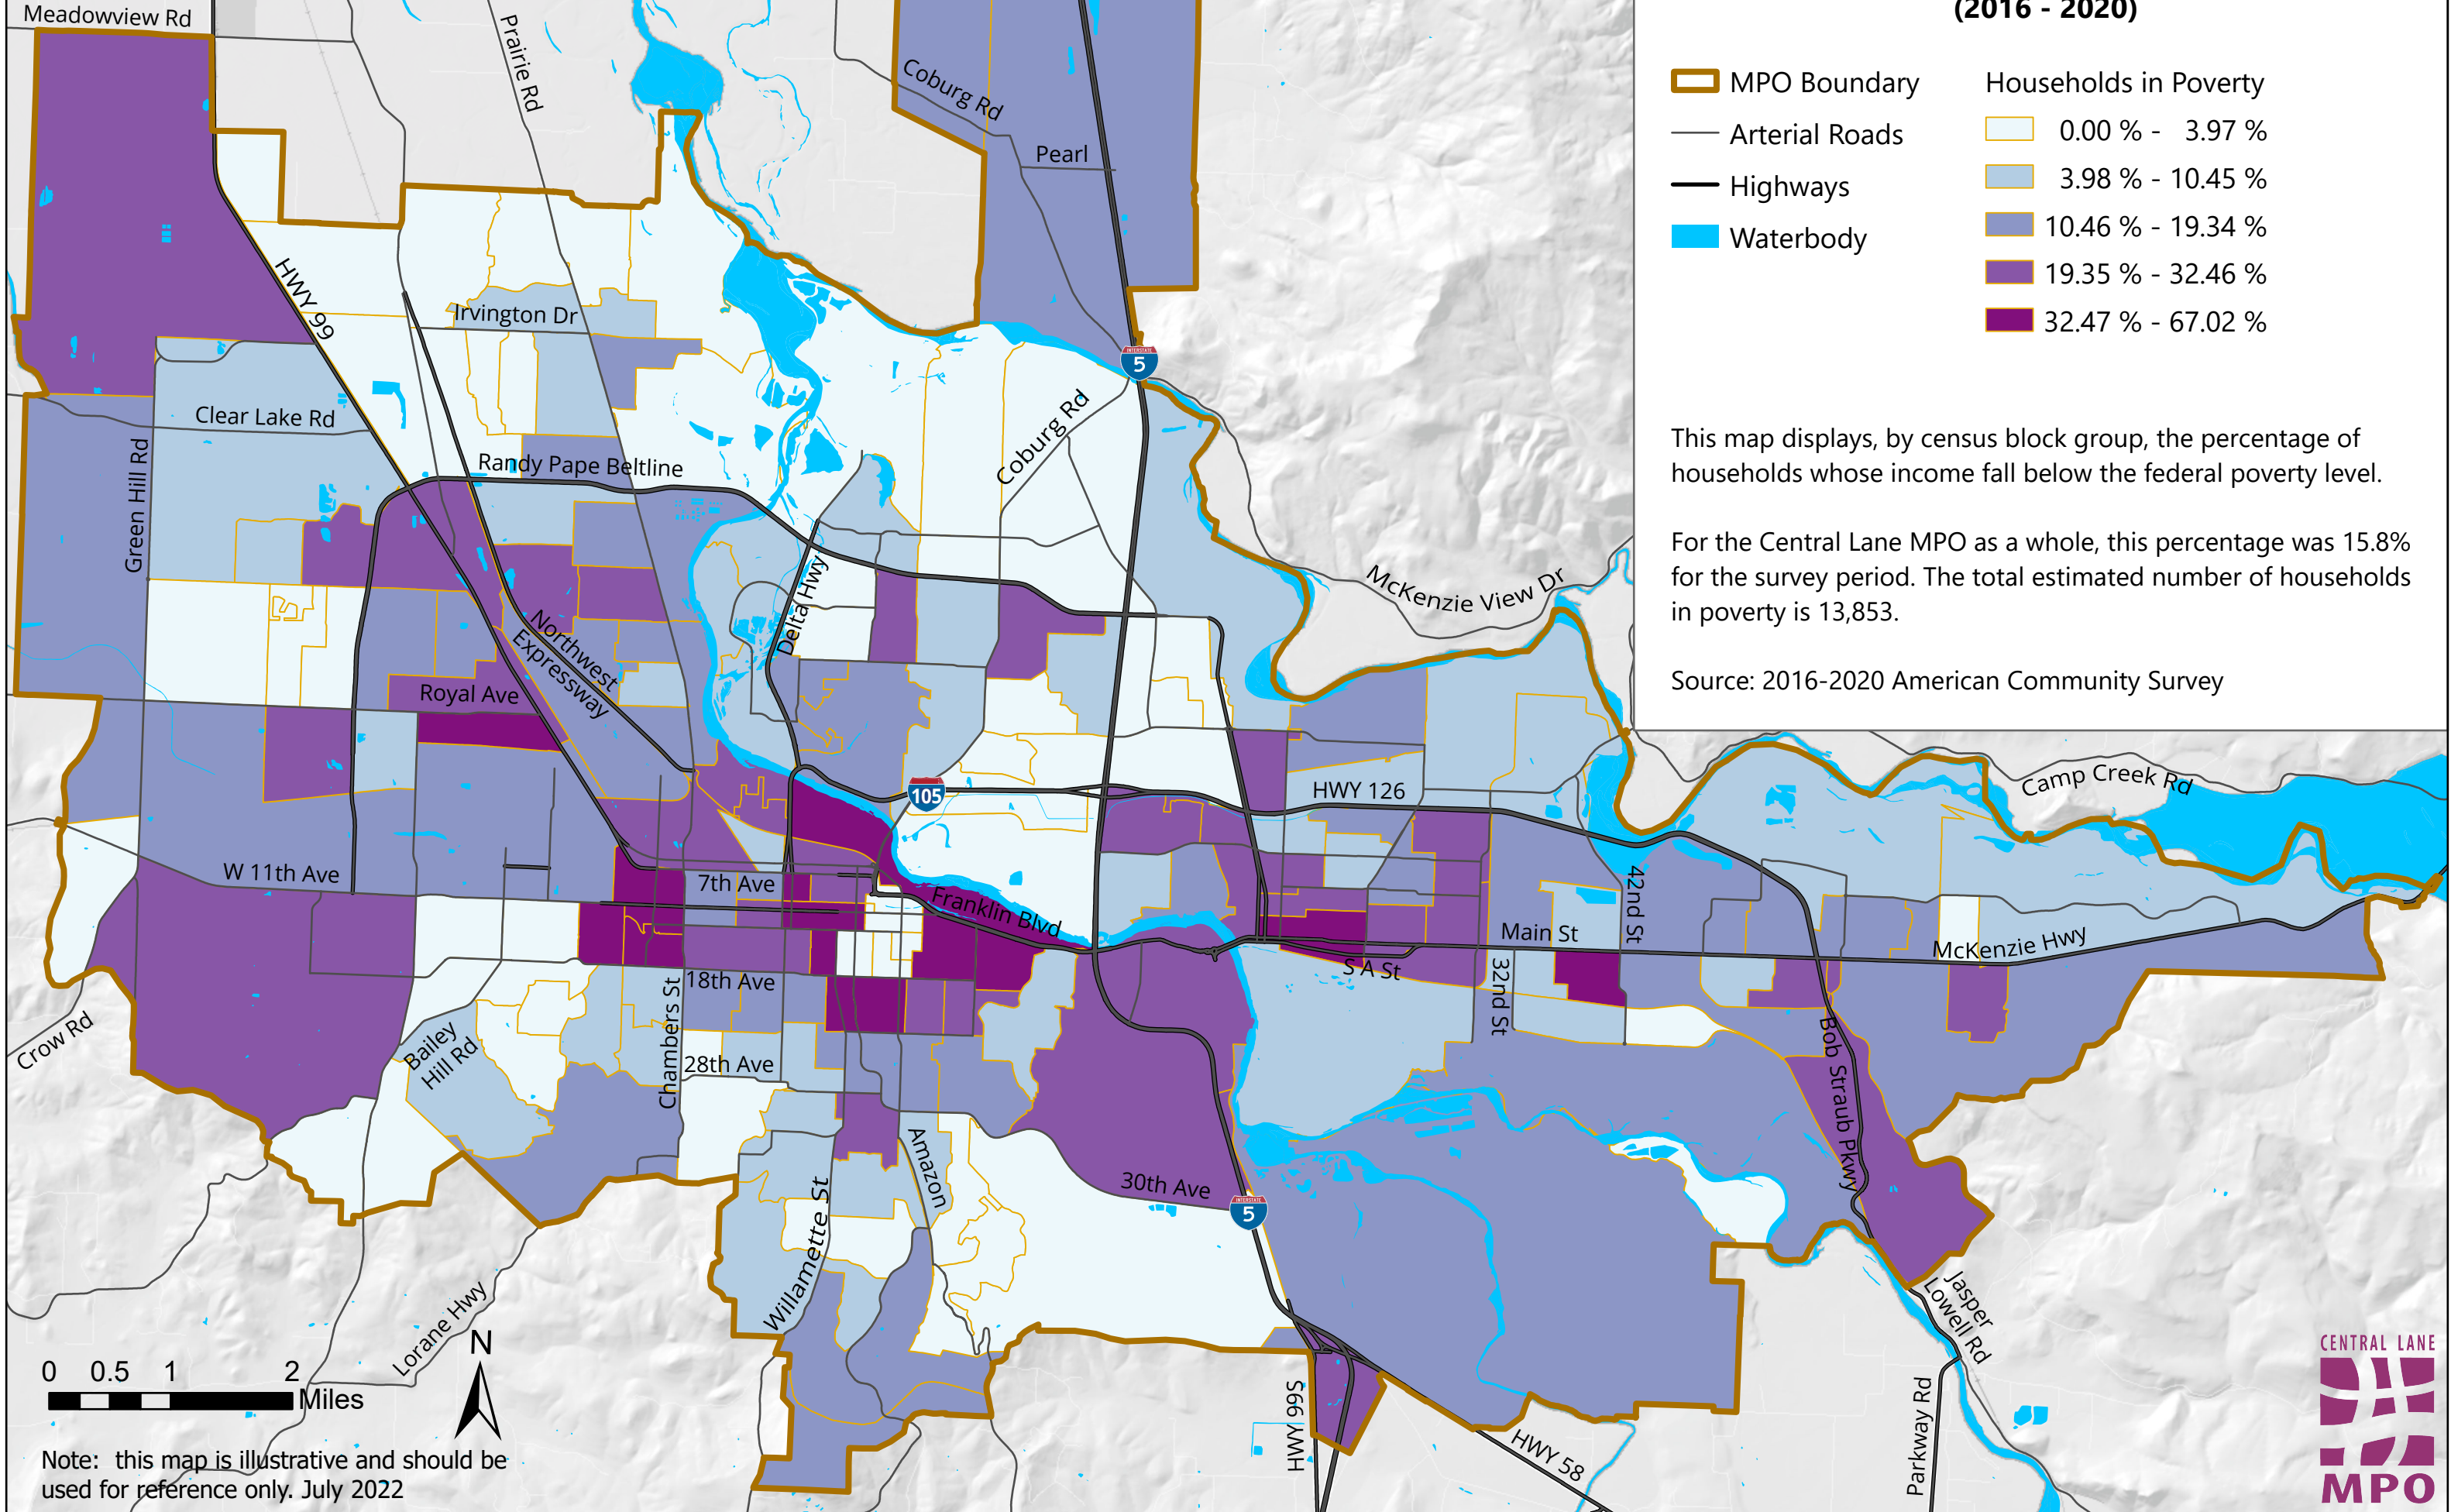 (2016 - 2020)
MPO Boundary
Arterial Roads
Highways
Waterbody
Households in Poverty
0.00 % - 3.97 %
3.98 % - 10.45 %
10.46 % - 19.34 %
19.35 % - 32.46 %
32.47 % - 67.02 %
This map displays, by census block group, the percentage of
households whose income fall below the federal poverty level.
For the Central Lane MPO as a whole, this percentage was 15.8%
for the survey period. The total estimated number of households
in poverty is 13,853.
Source: 2016-2020 American Community Survey
Meadowview Rd
Prairie Rd
Coburg Rd
Pearl
HWY 99
Irvington Dr
INTERSTATE
5
Clear Lake Rd
Coburg Rd
Green Hill Rd
Randy Pape Beltline
Delta Hwy
McKenzie View Dr
Northwest
Expressway
Royal Ave
105
HWY 126
Camp Creek Rd
W 11th Ave
7th Ave
Franklin Blvd
42nd St
Main St
McKenzie Hwy
S A St
18th Ave
32nd St
Chambers St
Crow Rd
Bailey
Hill Rd
28th Ave
Bob Straub Pkwy
Amazon
30th Ave
INTERSTATE
5
Willamette St
Lorane Hwy
Jasper
Lowell Rd
HWY 99S
HWY 58
Parkway Rd
N
0 0.5 1 2
Miles
Note: this map is illustrative and should be
used for reference only. July 2022
CENTRAL LANE
MPO